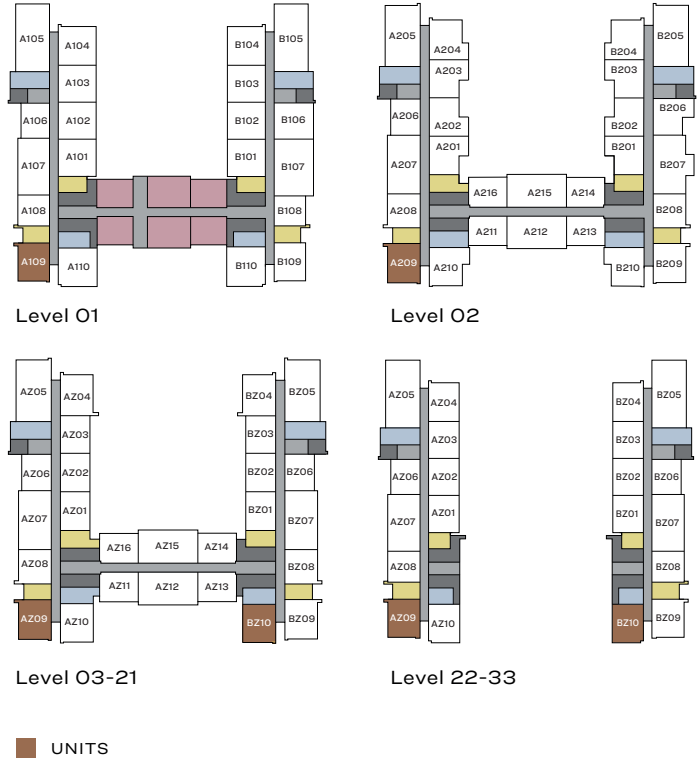 A105
A104
B104
B105
A103
B103
A106
A102
B102
B106
A107
A101
B101
B107
A108
B108
A109
A110
B110
B109
Level 01
A205
A204
B204
B205
A203
B203
A206
A202
B202
B206
A207
A201
B201
B207
A216
A215
A214
A208
B208
A211
A212
A213
A209
A210
B210
B209
Level 02
AZ05
AZ04
BZ04
BZ05
AZ03
BZ03
AZ06
AZ02
BZ02
BZ06
AZ07
AZ01
BZ01
BZ07
AZ16
AZ15
AZ14
AZ08
BZ08
AZ11
AZ12
AZ13
AZ09
AZ10
BZ10
BZ09
Level 03-21
AZ05
AZ04
BZ04
BZ05
AZ03
BZ03
AZ06
AZ02
BZ02
BZ06
AZ07
AZ01
BZ01
BZ07
AZ08
BZ08
AZ09
AZ10
BZ10
BZ09
Level 22-33
UNITS